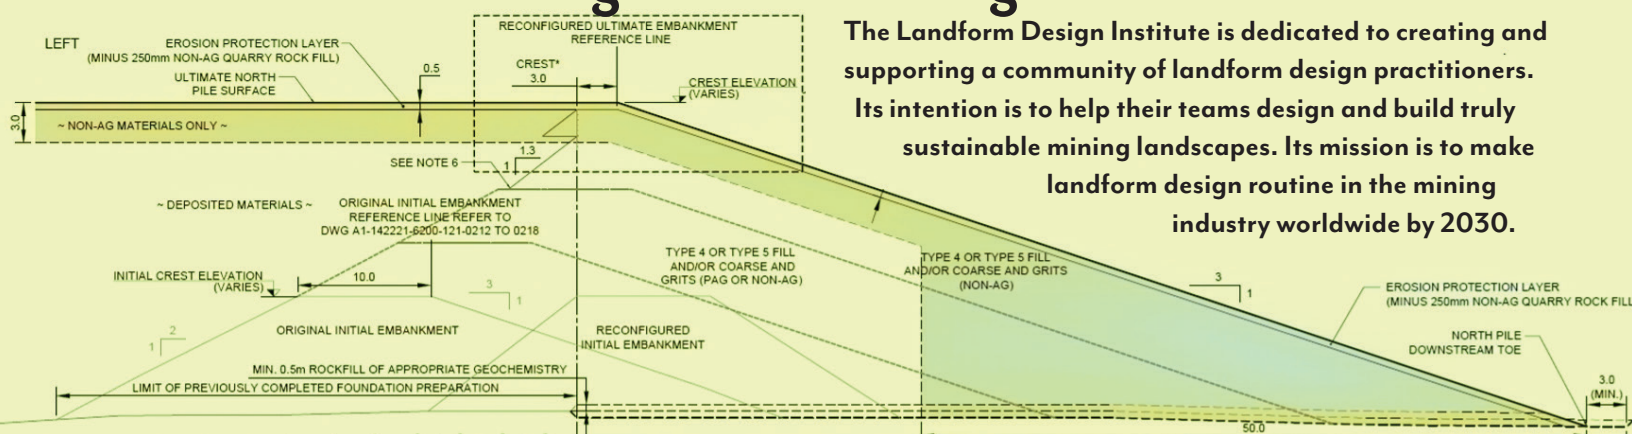 The Landform Design Institute is dedicated to creating and
supporting a community of landform design practitioners.
Its intention is to help their teams design and build truly
sustainable mining landscapes. Its mission is to make
landform design routine in the mining
industry worldwide by 2030.
LEFT
EROSION PROTECTION LAYER
(MINUS 250mm NON-AG QUARRY ROCK FILL)
ULTIMATE NORTH
PILE SURFACE
0.5
RECONFIGURED ULTIMATE EMBANKMENT
REFERENCE LINE
CREST*
3.0
CREST ELEVATION
(VARIES)
3.0
~ NON-AG MATERIALS ONLY ~
SEE NOTE 6
1.3
1
~ DEPOSITED MATERIALS ~
ORIGINAL INITIAL EMBANKMENT
REFERENCE LINE REFER TO
DWG A1-142221-6200-121-0212 TO 0218
INITIAL CREST ELEVATION
(VARIES)
10.0
3
1
TYPE 4 OR TYPE 5 FILL
AND/OR COARSE AND
GRITS (PAG OR NON-AG)
TYPE 4 OR TYPE 5 FILL
AND/OR COARSE AND GRITS
(NON-AG)
3
1
EROSION PROTECTION LAYER
(MINUS 250mm NON-AG QUARRY ROCK FILL
2
1
ORIGINAL INITIAL EMBANKMENT
RECONFIGURED
INITIAL EMBANKMENT
NORTH PILE
DOWNSTREAM TOE
MIN. 0.5m ROCKFILL OF APPROPRIATE GEOCHEMISTRY
LIMIT OF PREVIOUSLY COMPLETED FOUNDATION PREPARATION
3.0
(MIN.)
50.0